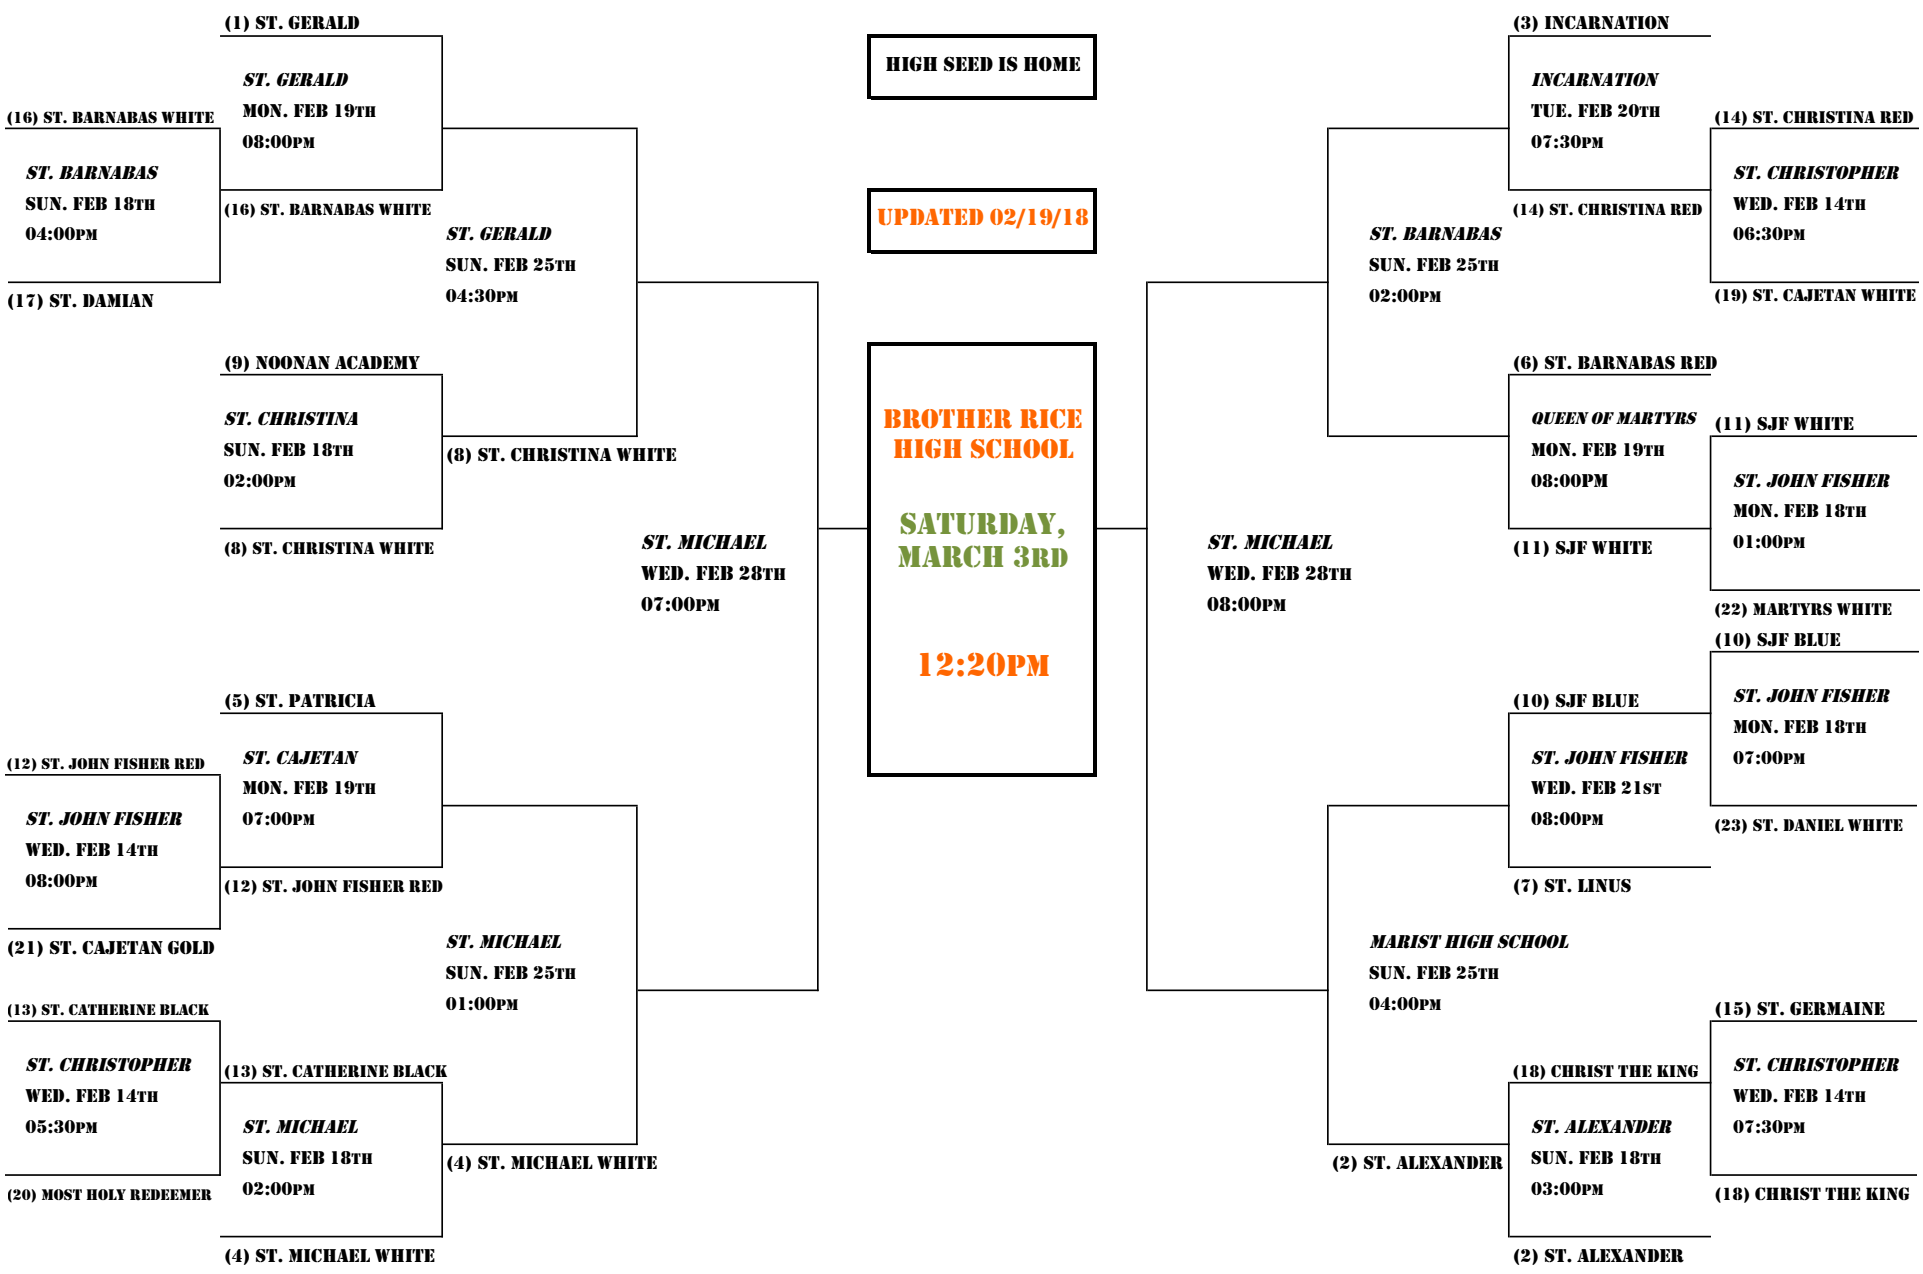 (1) ST. GERALD
ST. GERALD
MON. FEB 19TH
08:00PM
(16) ST. BARNABAS WHITE
ST. BARNABAS
SUN. FEB 18TH
04:00PM
(16) ST. BARNABAS WHITE
(17) ST. DAMIAN
ST. GERALD
SUN. FEB 25TH
04:30PM
(9) NOONAN ACADEMY
ST. CHRISTINA
SUN. FEB 18TH
02:00PM
(8) ST. CHRISTINA WHITE
(8) ST. CHRISTINA WHITE
ST. MICHAEL
WED. FEB 28TH
07:00PM
(5) ST. PATRICIA
ST. CAJETAN
MON. FEB 19TH
07:00PM
(12) ST. JOHN FISHER RED
ST. JOHN FISHER
WED. FEB 14TH
08:00PM
(12) ST. JOHN FISHER RED
(21) ST. CAJETAN GOLD
ST. MICHAEL
SUN. FEB 25TH
01:00PM
(13) ST. CATHERINE BLACK
ST. CHRISTOPHER
WED. FEB 14TH
05:30PM
(20) MOST HOLY REDEEMER
(13) ST. CATHERINE BLACK
ST. MICHAEL
SUN. FEB 18TH
02:00PM
(4) ST. MICHAEL WHITE
(4) ST. MICHAEL WHITE
HIGH SEED IS HOME
UPDATED 02/19/18
BROTHER RICE
HIGH SCHOOL
SATURDAY,
MARCH 3RD
12:20PM
(3) INCARNATION
INCARNATION
TUE. FEB 20TH
07:30PM
(14) ST. CHRISTINA RED
ST. CHRISTOPHER
WED. FEB 14TH
06:30PM
(14) ST. CHRISTINA RED
(19) ST. CAJETAN WHITE
ST. BARNABAS
SUN. FEB 25TH
02:00PM
(6) ST. BARNABAS RED
QUEEN OF MARTYRS
MON. FEB 19TH
08:00PM
(11) SJF WHITE
(11) SJF WHITE
ST. JOHN FISHER
MON. FEB 18TH
01:00PM
(22) MARTYRS WHITE
ST. MICHAEL
WED. FEB 28TH
08:00PM
(10) SJF BLUE
ST. JOHN FISHER
MON. FEB 18TH
07:00PM
(23) ST. DANIEL WHITE
(10) SJF BLUE
ST. JOHN FISHER
WED. FEB 21ST
08:00PM
(7) ST. LINUS
MARIST HIGH SCHOOL
SUN. FEB 25TH
04:00PM
(15) ST. GERMAINE
ST. CHRISTOPHER
WED. FEB 14TH
07:30PM
(18) CHRIST THE KING
(18) CHRIST THE KING
ST. ALEXANDER
SUN. FEB 18TH
03:00PM
(2) ST. ALEXANDER
(2) ST. ALEXANDER